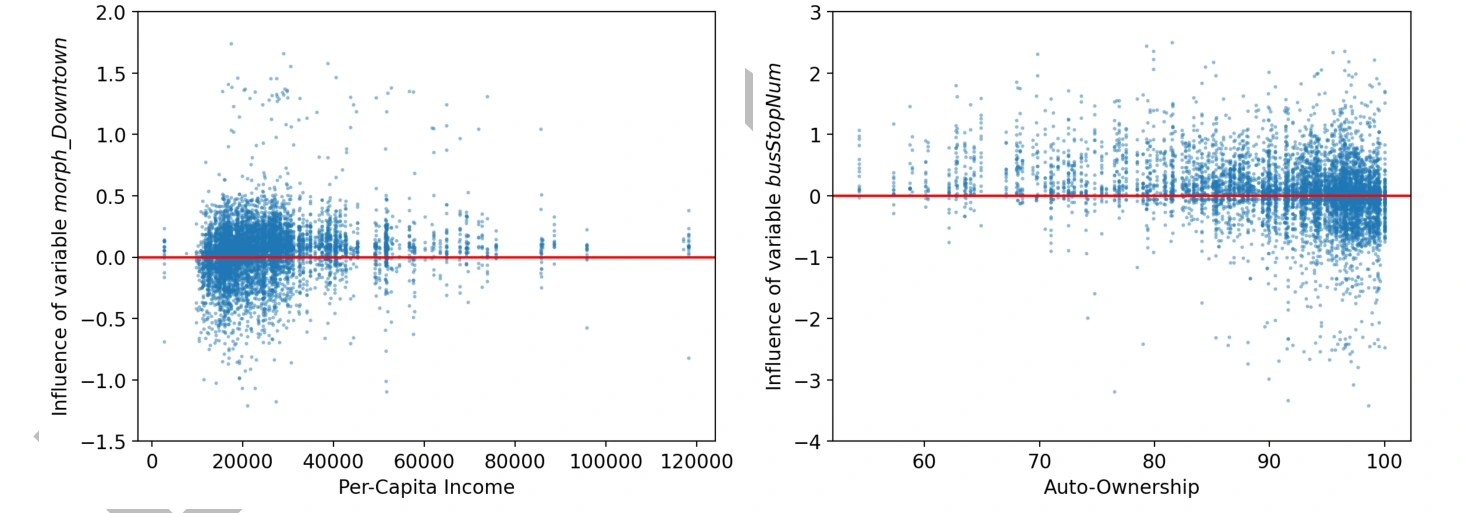 Influence of variable morph_Downtown
2.0
1.5
1.0
0.5
0.0
−0.5
−1.0
−1.5
0 20000 40000 60000 80000 100000 120000
Per-Capita Income
Influence of variable busStopNum
3
2
1
0
−1
−2
−3
−4
60 70 80 90 100
Auto-Ownership